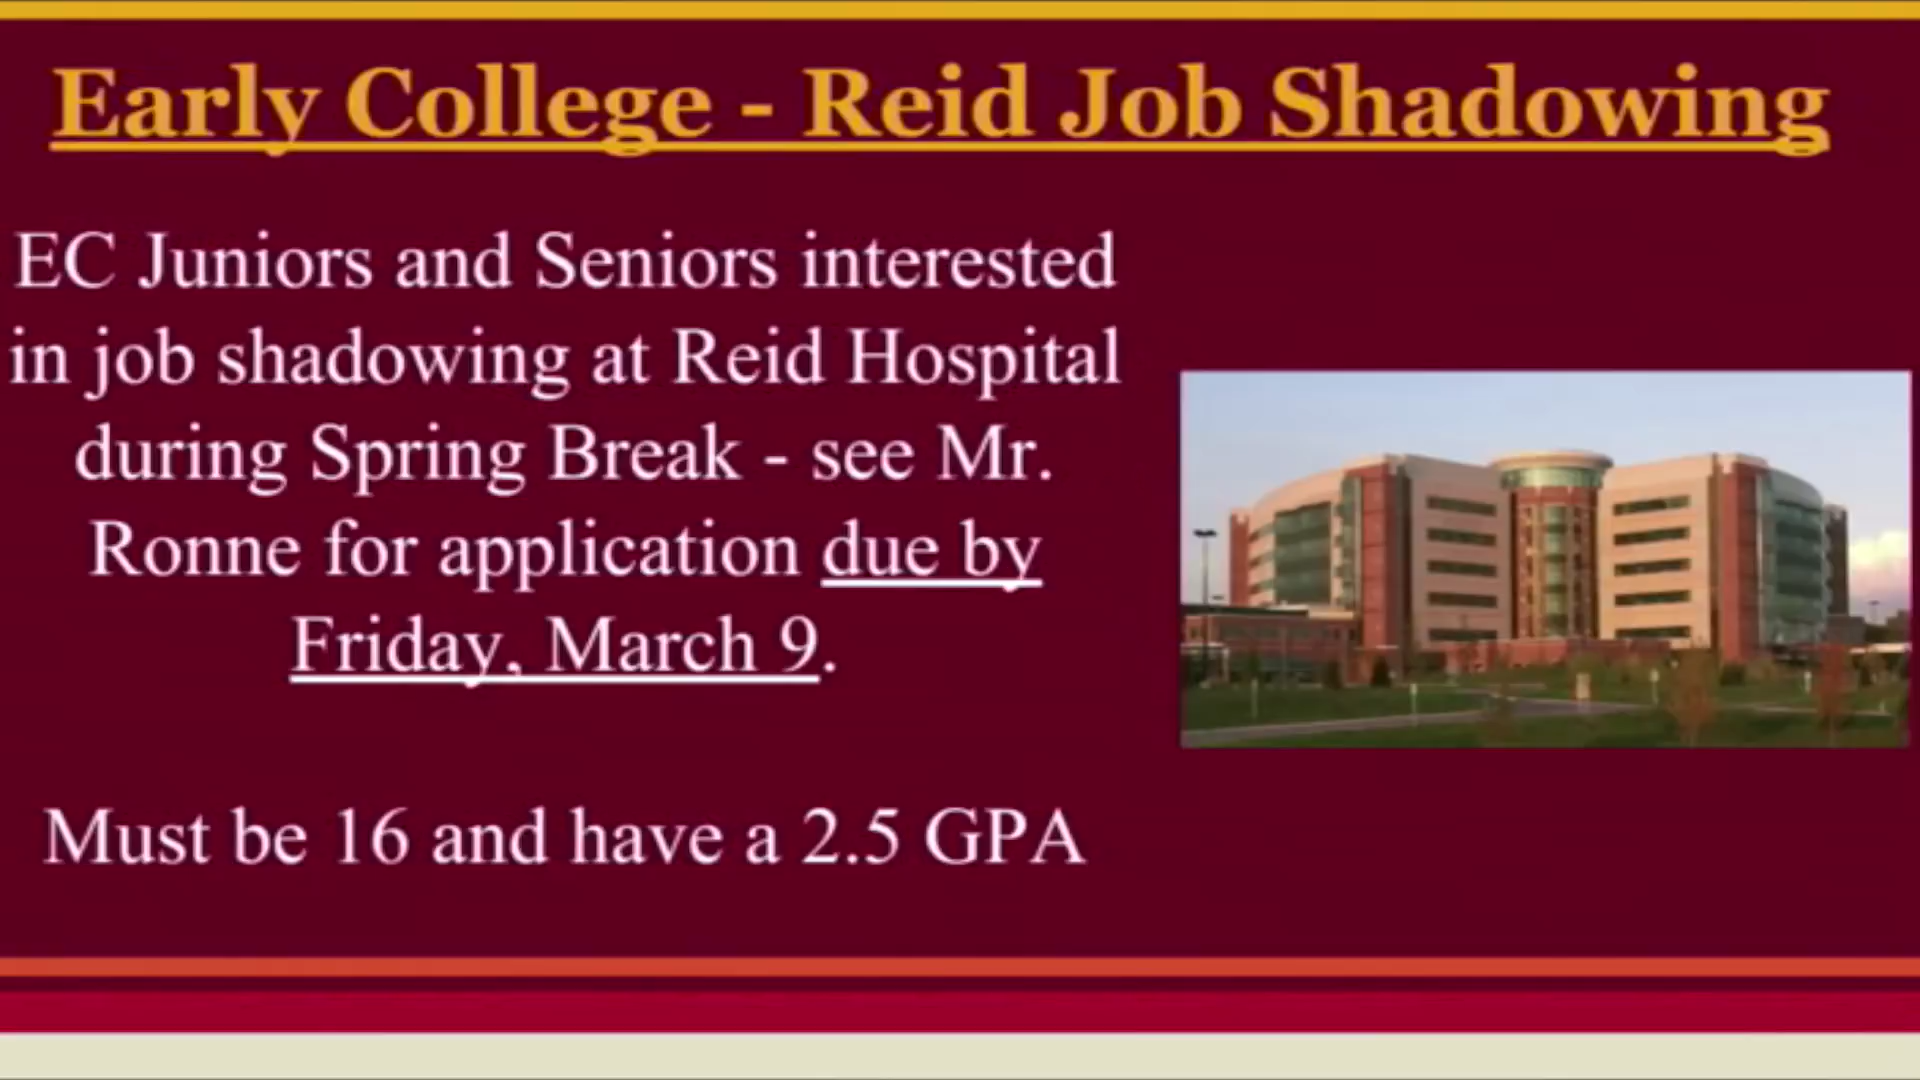 Early College - Reid Job Shadowing
EC Juniors and Seniors interested
in job shadowing at Reid Hospital
during Spring Break - see Mr.
Ronne for application due by
Friday, March 9.
Must be 16 and have a 2.5 GPA